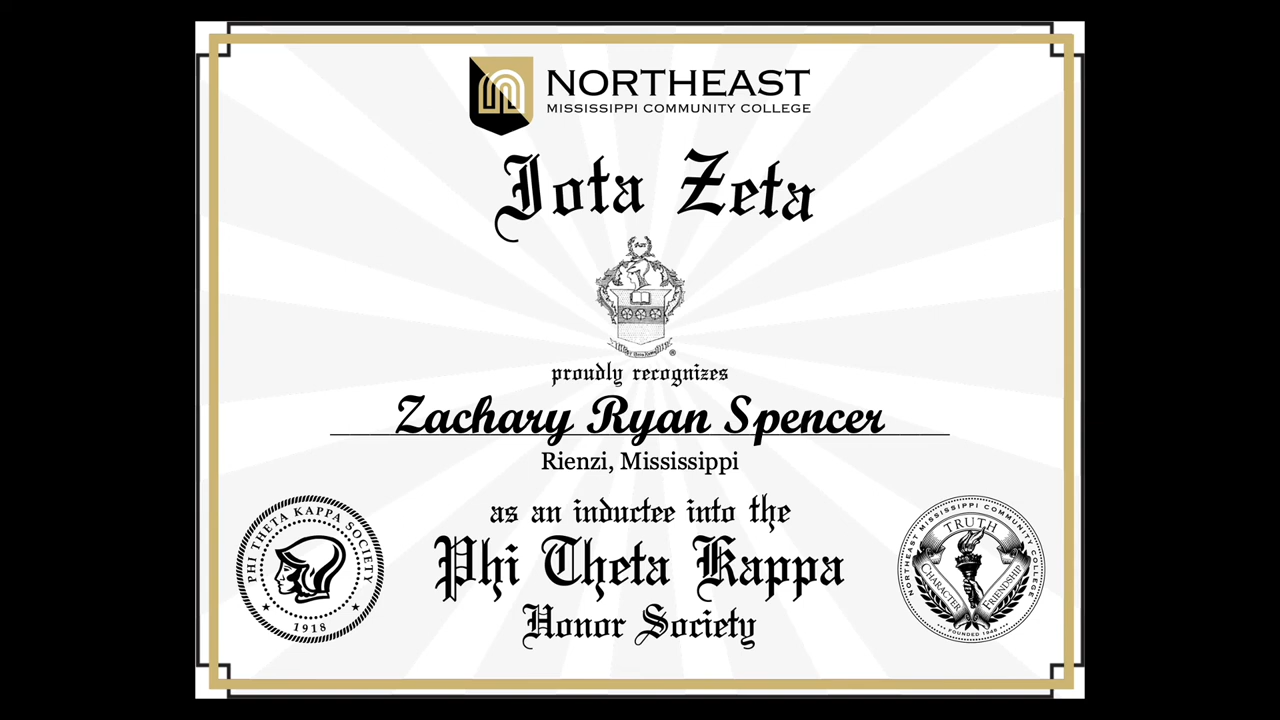 NORTHEAST
MISSISSIPPI COMMUNITY COLLEGE
Iota Zeta
proudly recognizes
Zachary Ryan Spencer
Rienzi, Mississippi
as an inductee into the
Phi Theta Kappa
Honor Society
PHI THETA KAPPA SOCIETY
1918
NORTHEAST MISSISSIPPI COMMUNITY COLLEGE
TRUTH
CHARACTER
FRIENDSHIP
FOUNDED 1948